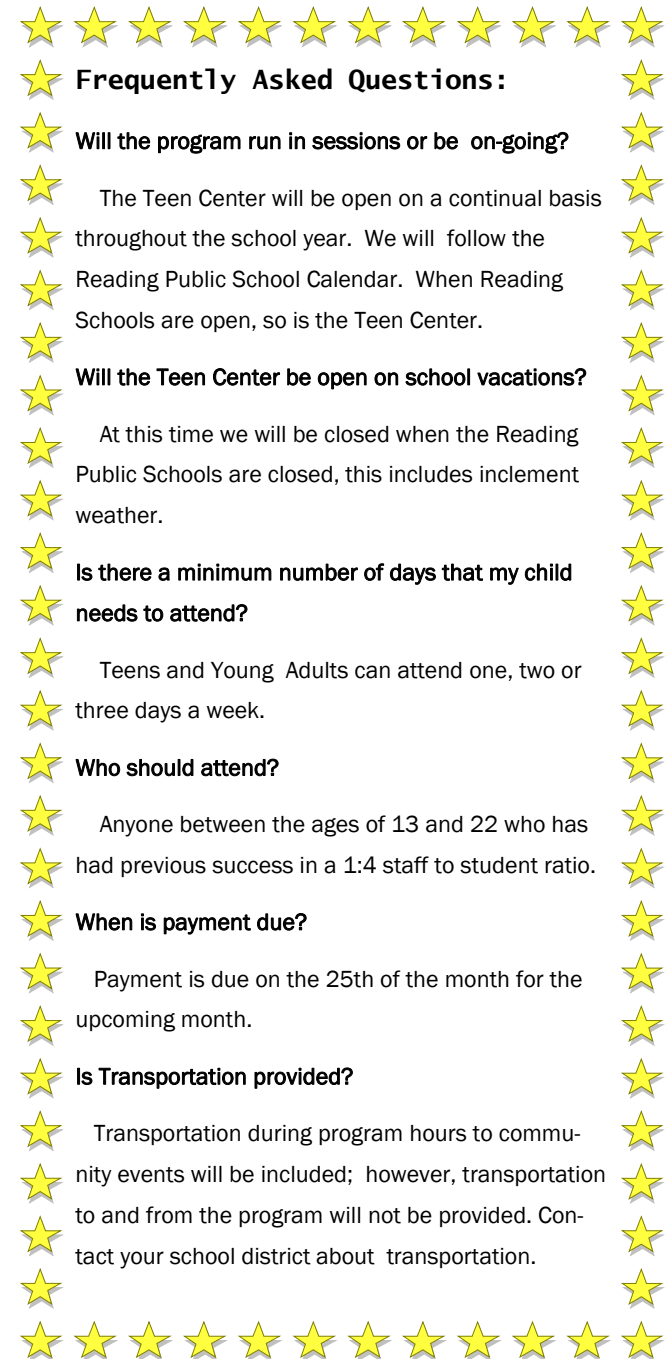 Frequently Asked Questions:
Will the program run in sessions or be on-going?
The Teen Center will be open on a continual basis
throughout the school year. We will follow the
Reading Public School Calendar. When Reading
Schools are open, so is the Teen Center.
Will the Teen Center be open on school vacations?
At this time we will be closed when the Reading
Public Schools are closed, this includes inclement
weather.
Is there a minimum number of days that my child
needs to attend?
Teens and Young Adults can attend one, two or
three days a week.
Who should attend?
Anyone between the ages of 13 and 22 who has
had previous success in a 1:4 staff to student ratio.
When is payment due?
Payment is due on the 25th of the month for the
upcoming month.
Is Transportation provided?
Transportation during program hours to commu-
nity events will be included; however, transportation
to and from the program will not be provided. Con-
tact your school district about transportation.